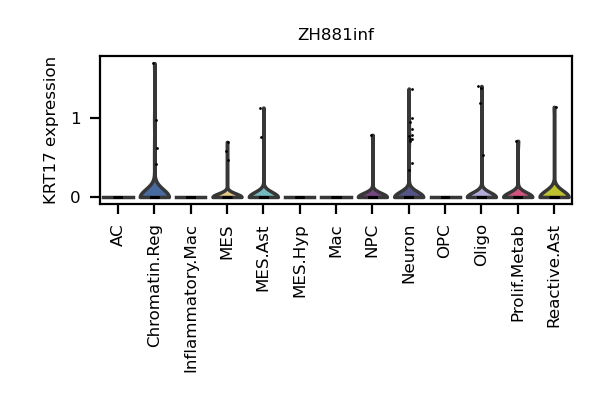 ZH881inf
KRT17 expression
1
0
AC
Chromatin.Reg
Inflammatory.Mac
MES
MES.Ast
MES.Hyp
Mac
NPC
Neuron
OPC
Oligo
Prolif.Metab
Reactive.Ast